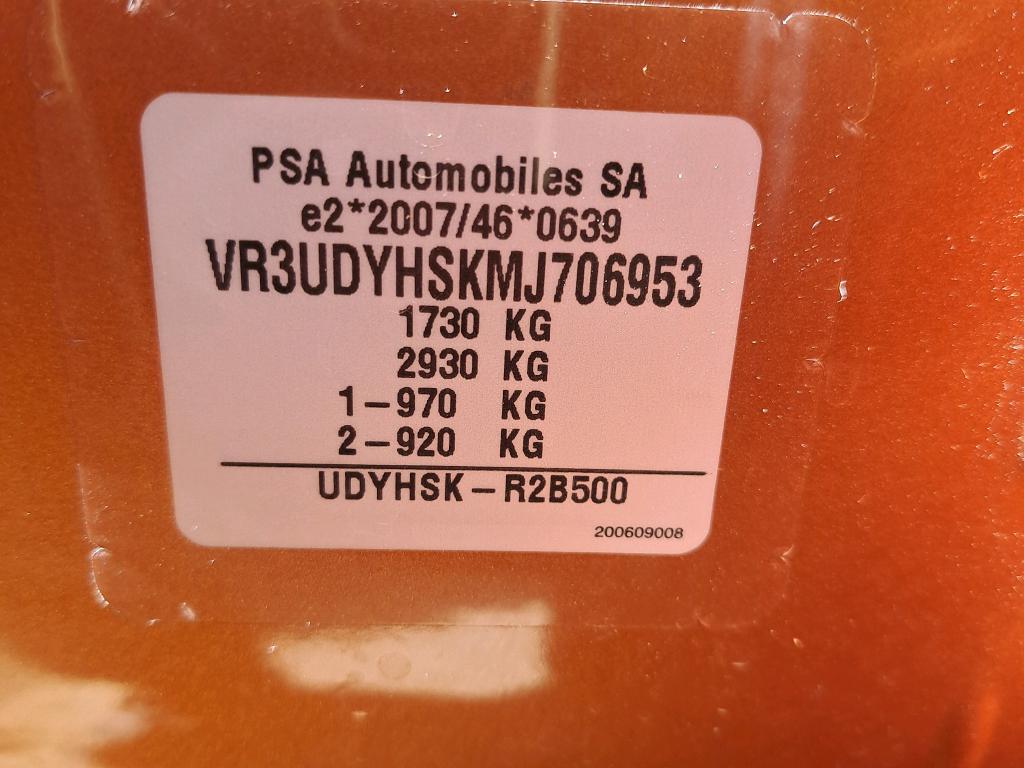 PSA Automobiles SA
e2*2007/46*0639
VR3UDYHSKMJ706953
1730 KG
2930 KG
1-970 KG
2-920 KG
UDYHSK-R2B500
200609008